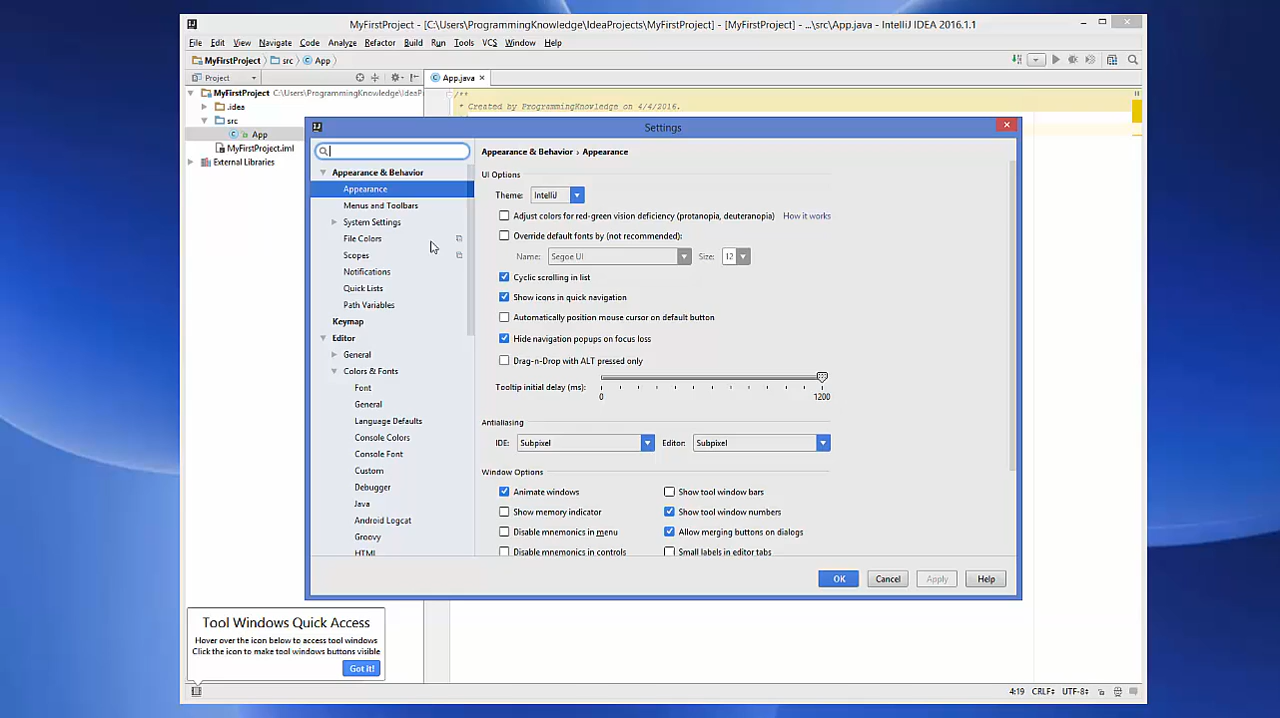 MyFirstProject - [C:\Users\ProgrammingKnowledge\IdeaProjects\MyFirstProject] - [MyFirstProject] - ...\src\App.java - IntelliJ IDEA 2016.1.1
File Edit View Navigate Code Analyze Refactor Build Run Tools VCS Window Help
MyFirstProject src App
Project App.java
MyFirstProject C:\Users\ProgrammingKnowledge\IdeaP
.idea
src
App
MyFirstProject.iml
External Libraries
/**
* Created by ProgrammingKnowledge on 4/4/2016.
Settings
Appearance & Behavior
Appearance
Menus and Toolbars
System Settings
File Colors
Scopes
Notifications
Quick Lists
Path Variables
Keymap
Editor
General
Colors & Fonts
Font
General
Language Defaults
Console Colors
Console Font
Custom
Debugger
Java
Android Logcat
Groovy
HTML
Appearance & Behavior › Appearance
UI Options
Theme: IntelliJ
Adjust colors for red-green vision deficiency (protanopia, deuteranopia) How it works
Override default fonts by (not recommended):
Name: Segoe UI Size: 12
Cyclic scrolling in list
Show icons in quick navigation
Automatically position mouse cursor on default button
Hide navigation popups on focus loss
Drag-n-Drop with ALT pressed only
Tooltip initial delay (ms):
0 1200
Antialiasing
IDE: Subpixel Editor: Subpixel
Window Options
Animate windows Show tool window bars
Show memory indicator Show tool window numbers
Disable mnemonics in menu Allow merging buttons on dialogs
Disable mnemonics in controls Small labels in editor tabs
OK Cancel Apply Help
Tool Windows Quick Access
Hover over the icon below to access tool windows
Click the icon to make tool windows buttons visible
Got it!
4:19 CRLF÷ UTF-8÷